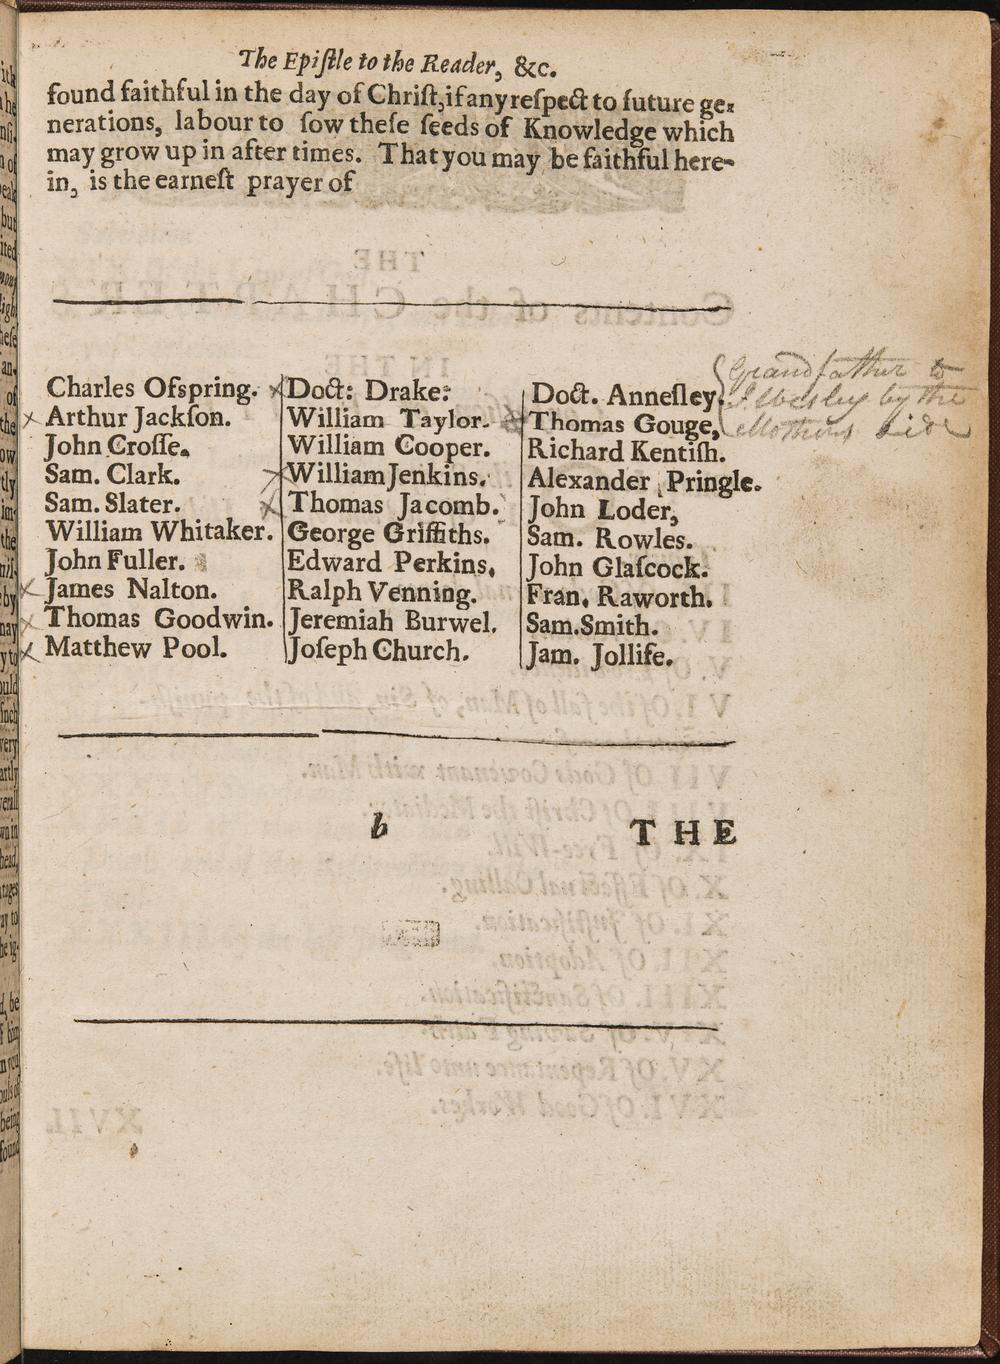 The Epiſtle to the Reader, &c.
found faithful in the day of Chriſt, if any reſpect to future ge-
nerations, labour to ſow theſe ſeeds of Knowledge which
may grow up in after times. That you may be faithful here-
in, is the earneſt prayer of
Charles Ofspring.
Arthur Jackſon.
John Croſſe.
Sam. Clark.
Sam. Slater.
William Whitaker.
John Fuller.
James Nalton.
Thomas Goodwin.
Matthew Pool.
Doct: Drake.
William Taylor.
William Cooper.
William Jenkins.
Thomas Jacomb.
George Griffiths.
Edward Perkins.
Ralph Venning.
Jeremiah Burwel.
Joſeph Church.
Doct. Anneſley.
Thomas Gouge,
Richard Kentiſh.
Alexander Pringle.
John Loder,
Sam. Rowles.
John Glaſcock.
Fran. Raworth.
Sam. Smith.
Jam. Jollife.
Grandfather to
J. Wesley by the
Mothers side
b THE